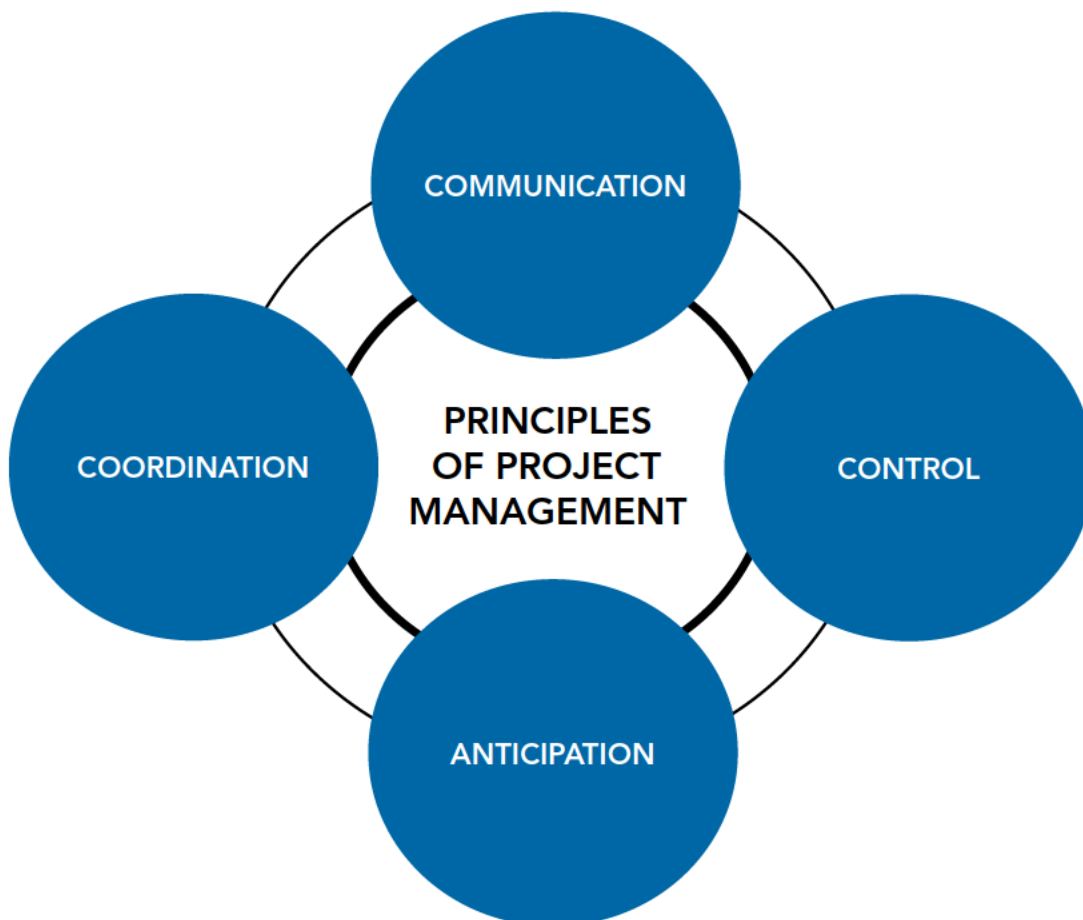 COMMUNICATION
COORDINATION
PRINCIPLES
OF PROJECT
MANAGEMENT
CONTROL
ANTICIPATION